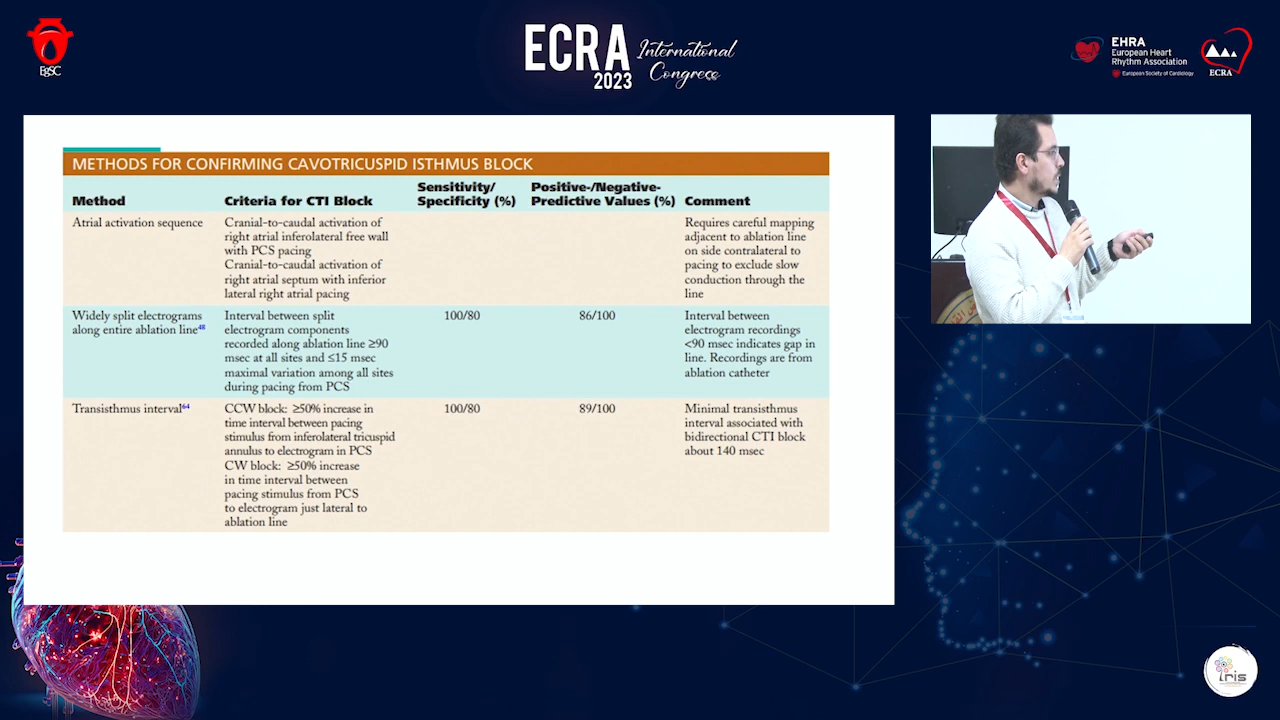 EgSC
ECRA
2023
International
Congress
EHRA
European Heart
Rhythm Association
European Society of Cardiology
ECRA
METHODS FOR CONFIRMING CAVOTRICUSPID ISTHMUS BLOCK
Method
Criteria for CTI Block
Sensitivity/
Specificity (%)
Positive-/Negative-
Predictive Values (%)
Comment
Atrial activation sequence
Cranial-to-caudal activation of
right atrial inferolateral free wall
with PCS pacing
Cranial-to-caudal activation of
right atrial septum with inferior
lateral right atrial pacing
Requires careful mapping
adjacent to ablation line
on side contralateral to
pacing to exclude slow
conduction through the
line
Widely split electrograms
along entire ablation line48
Interval between split
electrogram components
recorded along ablation line ≥90
msec at all sites and ≤15 msec
maximal variation among all sites
during pacing from PCS
100/80
86/100
Interval between
electrogram recordings
<90 msec indicates gap in
line. Recordings are from
ablation catheter
Transisthmus interval64
CCW block: ≥50% increase in
time interval between pacing
stimulus from inferolateral tricuspid
annulus to electrogram in PCS
CW block: ≥50% increase
in time interval between
pacing stimulus from PCS
to electrogram just lateral to
ablation line
100/80
89/100
Minimal transisthmus
interval associated with
bidirectional CTI block
about 140 msec
iris